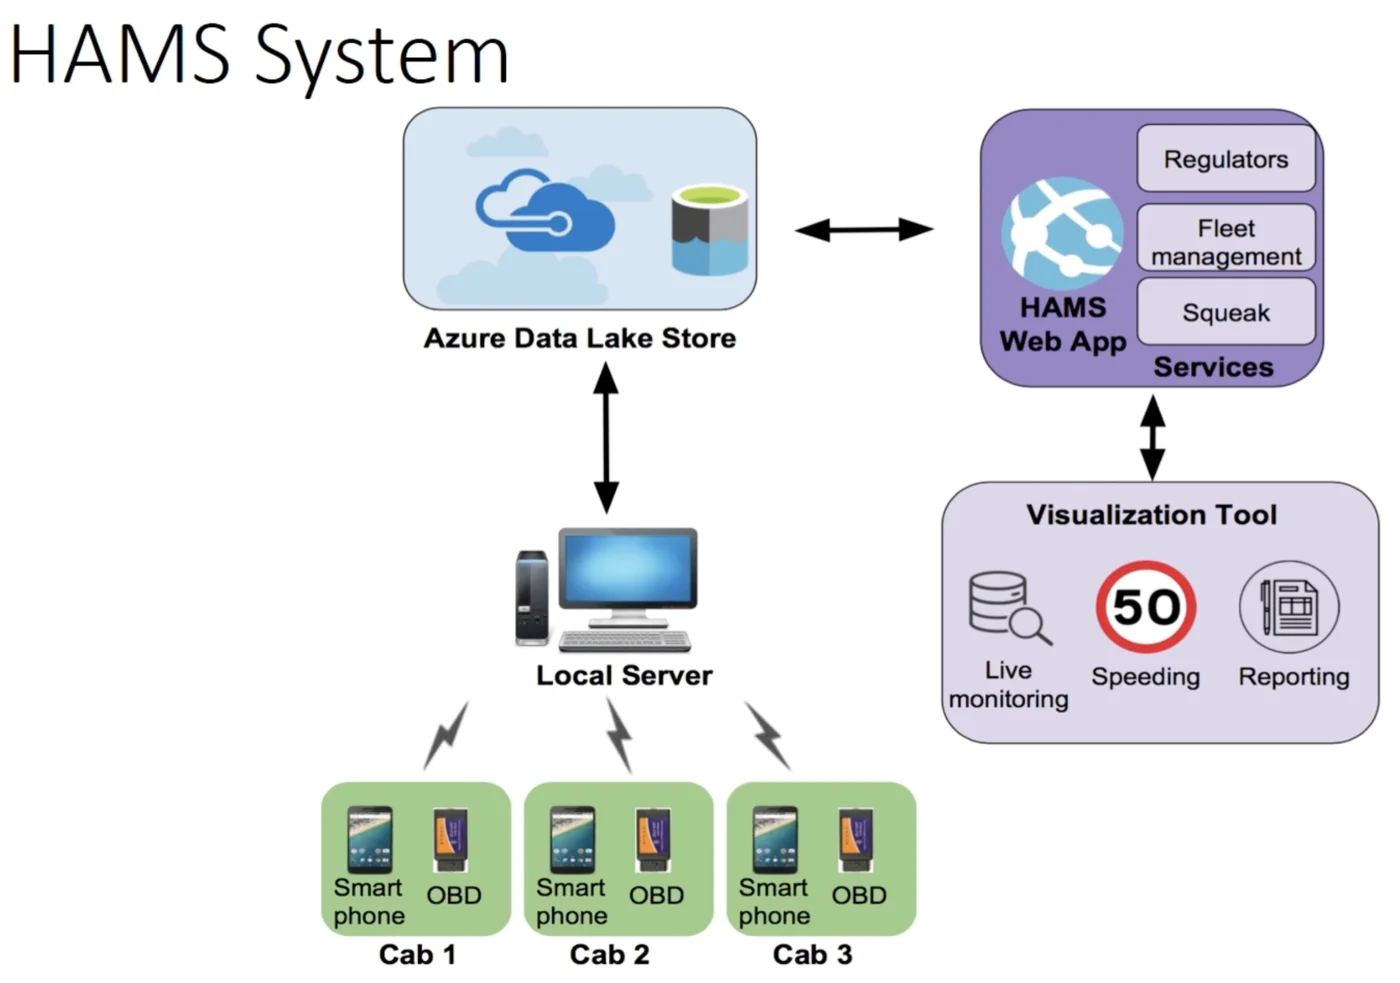 HAMS System
Azure Data Lake Store
HAMS
Web App
Regulators
Fleet
management
Squeak
Services
Visualization Tool
Live
monitoring
50
Speeding
Reporting
Local Server
Smart
phone
OBD
Cab 1
Smart
phone
OBD
Cab 2
Smart
phone
OBD
Cab 3